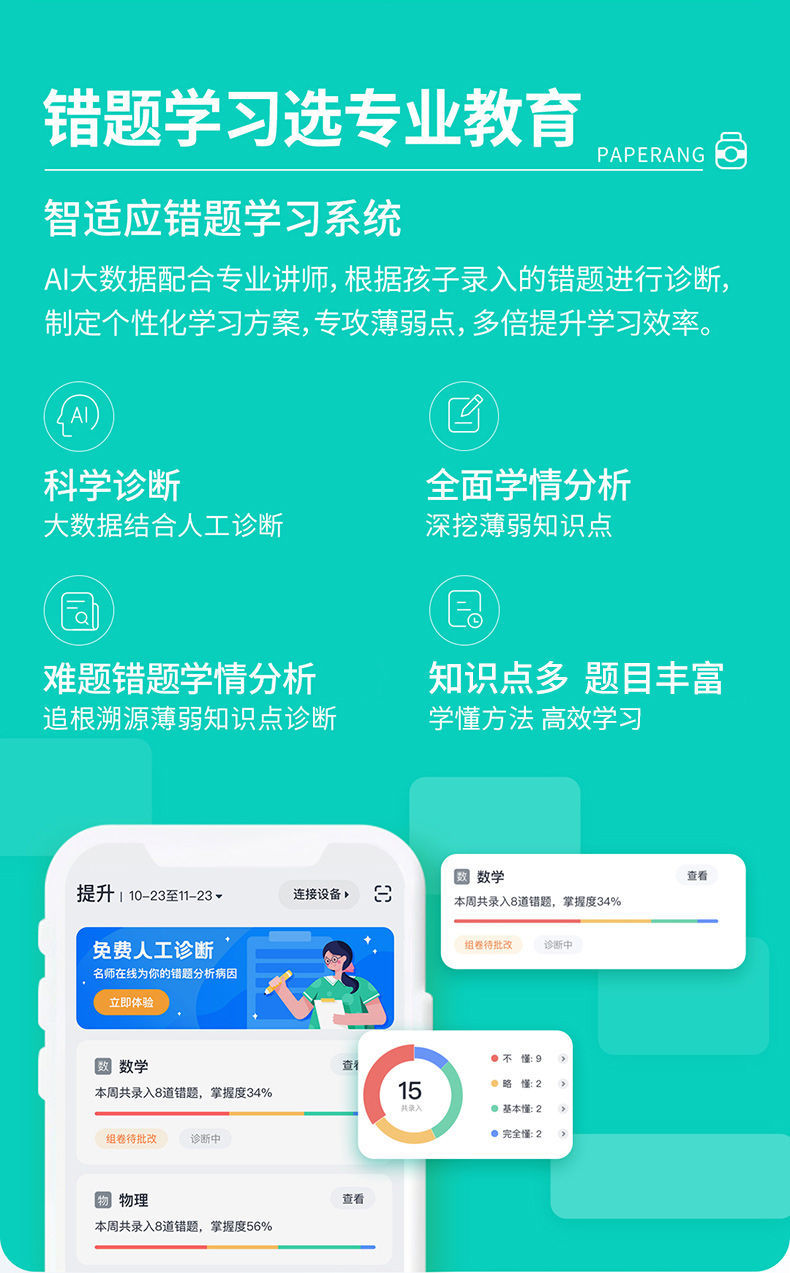 错题学习选专业教育
PAPERANG
智适应错题学习系统
AI大数据配合专业讲师，根据孩子录入的错题进行诊断，
制定个性化学习方案，专攻薄弱点，多倍提升学习效率。
AI
科学诊断
大数据结合人工诊断
全面学情分析
深挖薄弱知识点
难题错题学情分析
追根溯源薄弱知识点诊断
知识点多 题目丰富
学懂方法 高效学习
提升 | 10-23至11-23
连接设备
免费人工诊断
名师在线为你的错题分析病因
立即体验
数 数学 查看
本周共录入8道错题，掌握度34%
组卷待批改 诊断中
数 数学 查
本周共录入8道错题，掌握度34%
组卷待批改 诊断中
15
共录入
不 懂: 9
略 懂: 2
基本懂: 2
完全懂: 2
物 物理 查看
本周共录入8道错题，掌握度56%